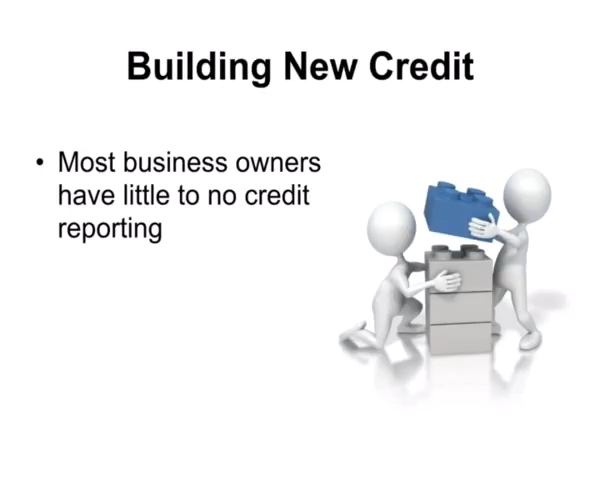 Building New Credit
• Most business owners
have little to no credit
reporting